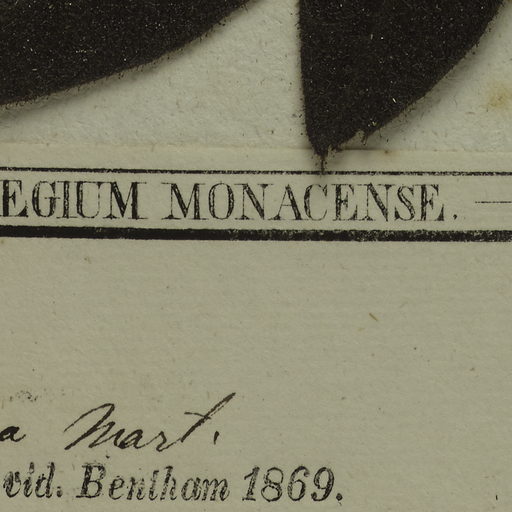 EGIUM MONACENSE. —
a Mart.
vid. Bentham 1869.